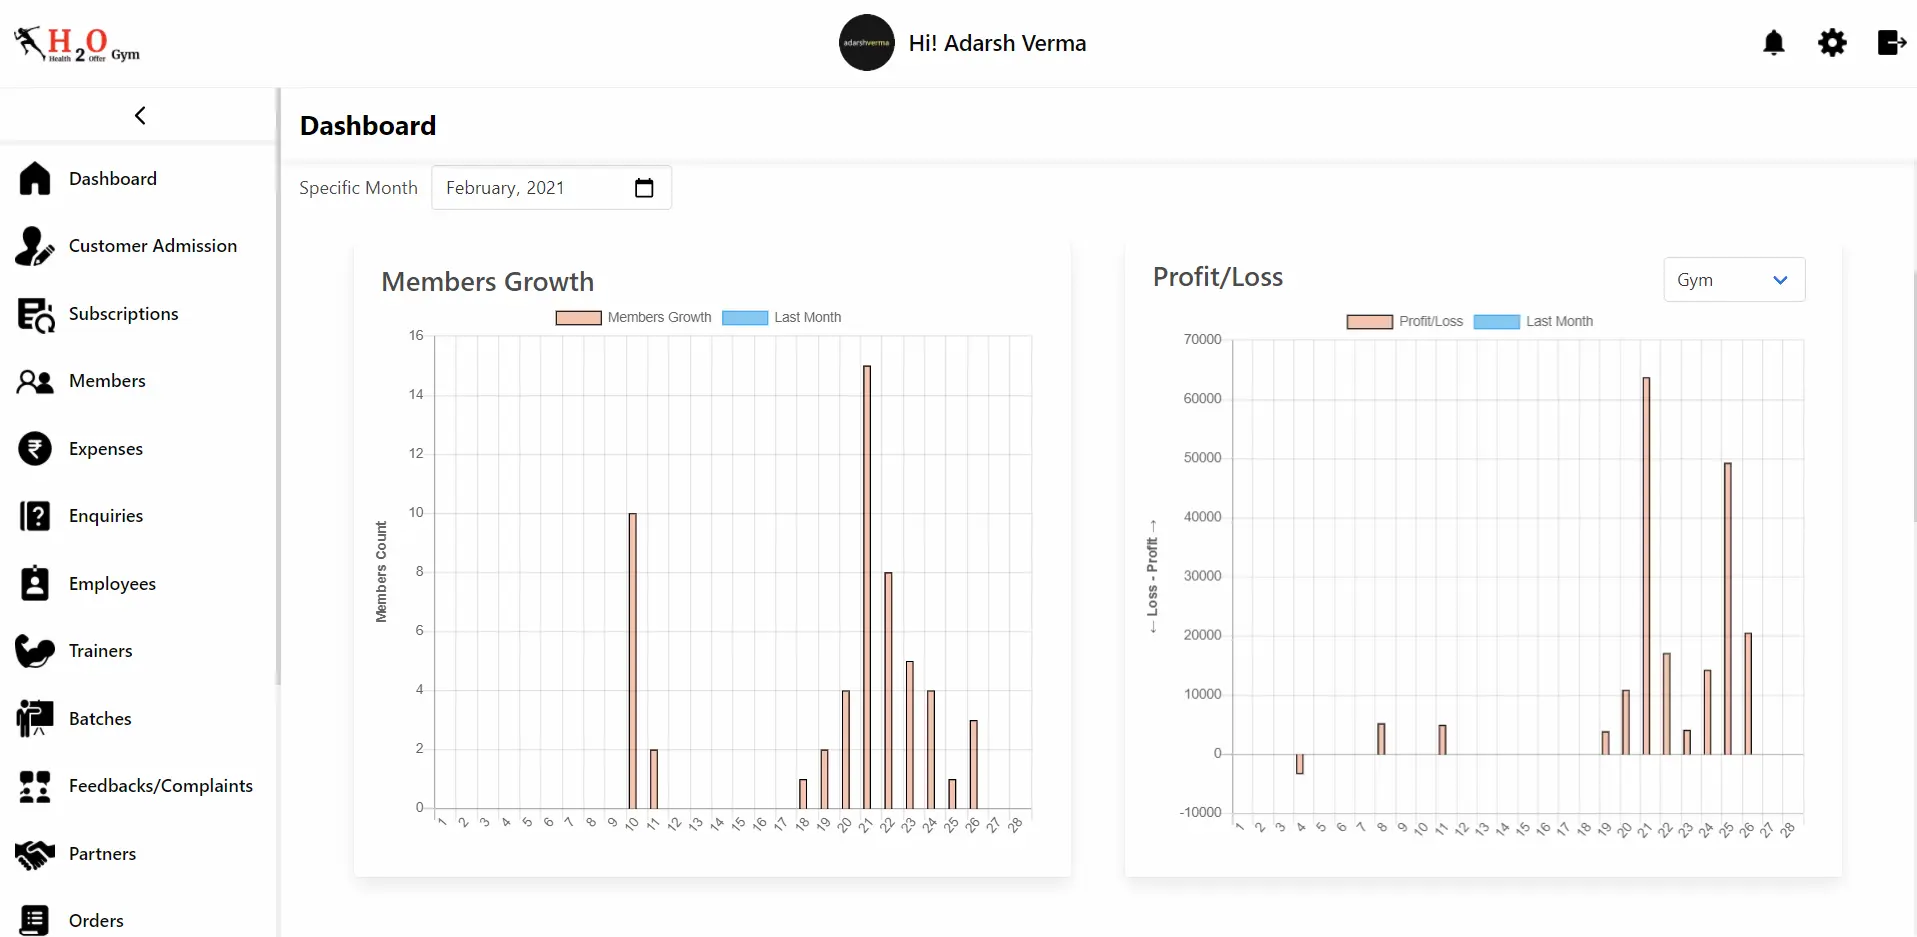 H2O Gym
Health Offer
adarshverma
Hi! Adarsh Verma
Dashboard
Customer Admission
Subscriptions
Members
Expenses
Enquiries
Employees
Trainers
Batches
Feedbacks/Complaints
Partners
Orders
Dashboard
Specific Month
February, 2021
Members Growth
Members Growth
Last Month
Members Count
16
14
12
10
8
6
4
2
0
1 2 3 4 5 6 7 8 9 10 11 12 13 14 15 16 17 18 19 20 21 22 23 24 25 26 27 28
Profit/Loss
Gym
Profit/Loss
Last Month
← Loss - Profit →
70000
60000
50000
40000
30000
20000
10000
0
-10000
1 2 3 4 5 6 7 8 9 10 11 12 13 14 15 16 17 18 19 20 21 22 23 24 25 26 27 28